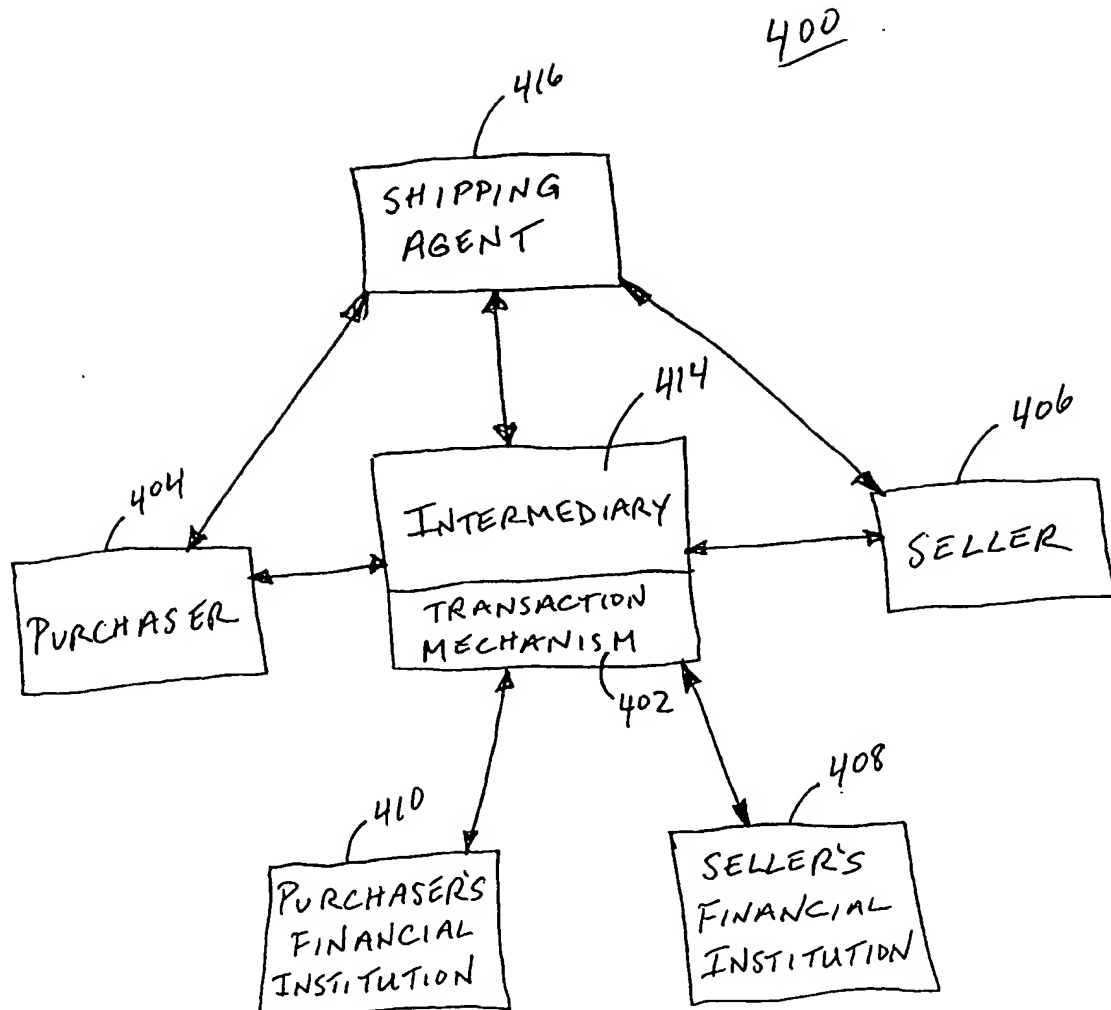 400
416
SHIPPING
AGENT
414
406
404
INTERMEDIARY
SELLER
PURCHASER
TRANSACTION
MECHANISM
402
410
408
PURCHASER'S
FINANCIAL
INSTITUTION
SELLER'S
FINANCIAL
INSTITUTION